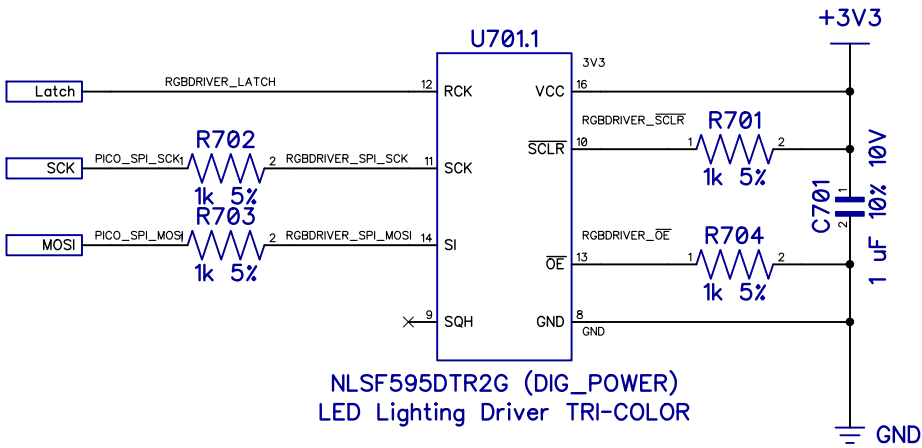 +3V3
U701.1
3V3
Latch
RGBDRIVER_LATCH
12
RCK
VCC
16
RGBDRIVER_SCLR
R701
R702
SCLR
10
1
2
1k 5%
SCK
PICO_SPI_SCK
1
2
RGBDRIVER_SPI_SCK
11
SCK
1k 5%
C701
1
2
1 uF 10% 10V
R703
MOSI
PICO_SPI_MOSI
1
2
RGBDRIVER_SPI_MOSI
14
SI
1k 5%
RGBDRIVER_OE
R704
OE
13
1
2
1k 5%
9
SQH
GND
8
GND
NLSF595DTR2G (DIG_POWER)
LED Lighting Driver TRI-COLOR
GND